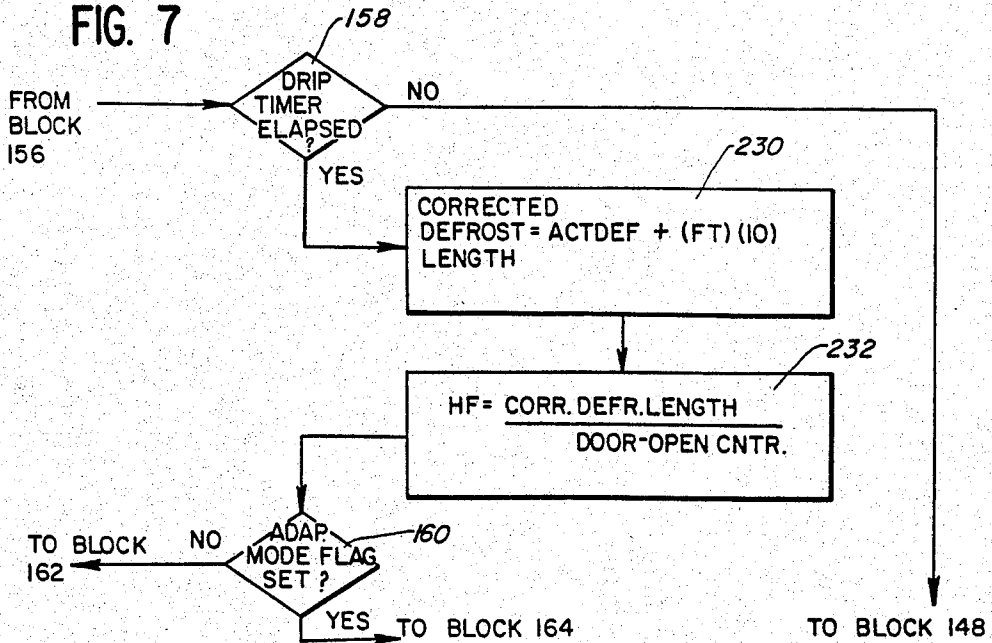 FIG. 7
158
FROM
BLOCK
156
DRIP
TIMER
ELAPSED
?
NO
YES
230
CORRECTED
DEFROST = ACTDEF + (FT) (10)
LENGTH
232
HF = CORR. DEFR. LENGTH
DOOR-OPEN CNTR.
TO BLOCK
162
NO
ADAP.
MODE FLAG
SET ?
160
YES
TO BLOCK 164
TO BLOCK 148